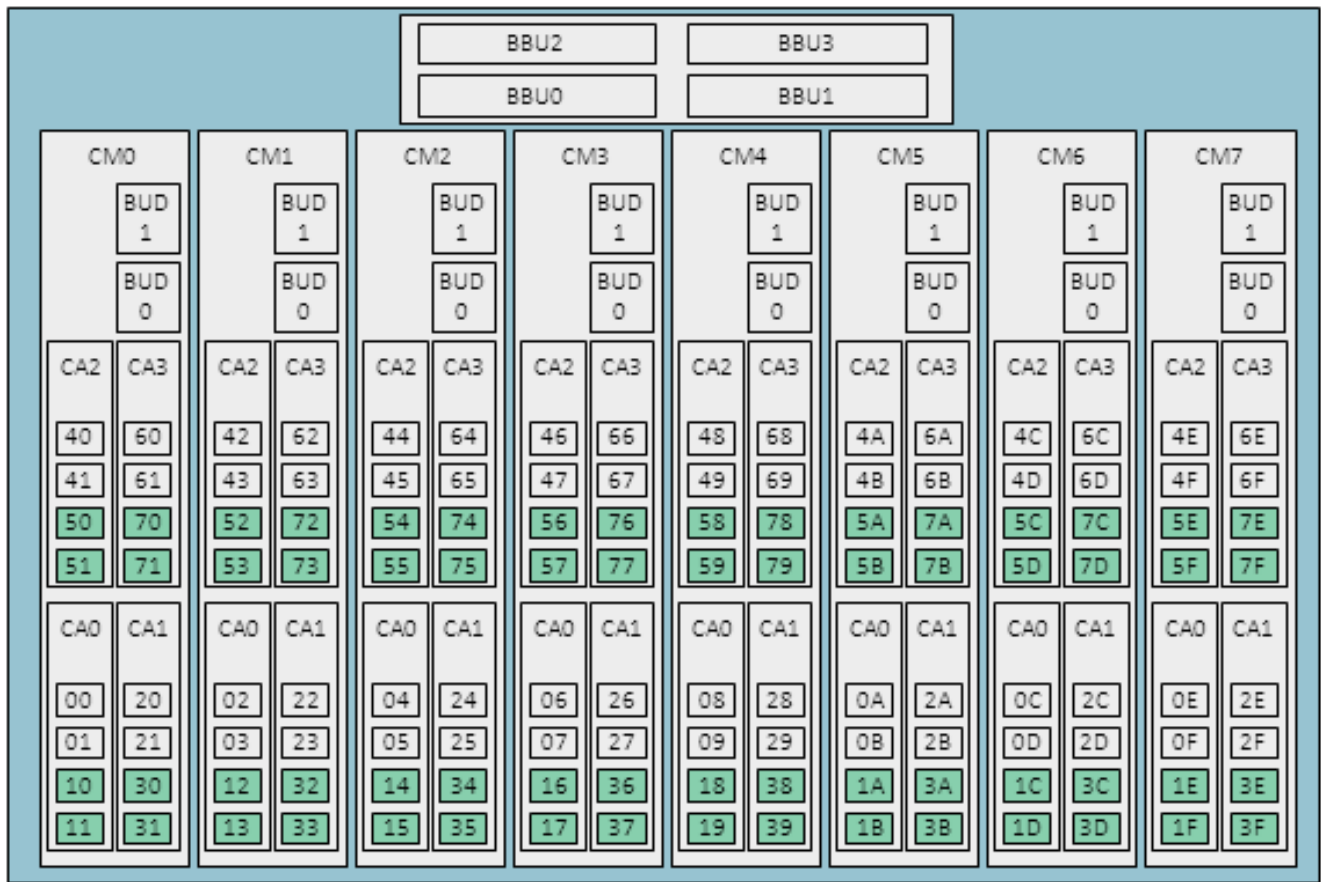 BBU2 BBU3
BBU0 BBU1
CM0 CM1 CM2 CM3 CM4 CM5 CM6 CM7
BUD BUD BUD BUD BUD BUD BUD BUD
1 1 1 1 1 1 1 1
BUD BUD BUD BUD BUD BUD BUD BUD
0 0 0 0 0 0 0 0
CA2 CA3 CA2 CA3 CA2 CA3 CA2 CA3 CA2 CA3 CA2 CA3 CA2 CA3 CA2 CA3
40 60 42 62 44 64 46 66 48 68 4A 6A 4C 6C 4E 6E
41 61 43 63 45 65 47 67 49 69 4B 6B 4D 6D 4F 6F
50 70 52 72 54 74 56 76 58 78 5A 7A 5C 7C 5E 7E
51 71 53 73 55 75 57 77 59 79 5B 7B 5D 7D 5F 7F
CA0 CA1 CA0 CA1 CA0 CA1 CA0 CA1 CA0 CA1 CA0 CA1 CA0 CA1 CA0 CA1
00 20 02 22 04 24 06 26 08 28 0A 2A 0C 2C 0E 2E
01 21 03 23 05 25 07 27 09 29 0B 2B 0D 2D 0F 2F
10 30 12 32 14 34 16 36 18 38 1A 3A 1C 3C 1E 3E
11 31 13 33 15 35 17 37 19 39 1B 3B 1D 3D 1F 3F